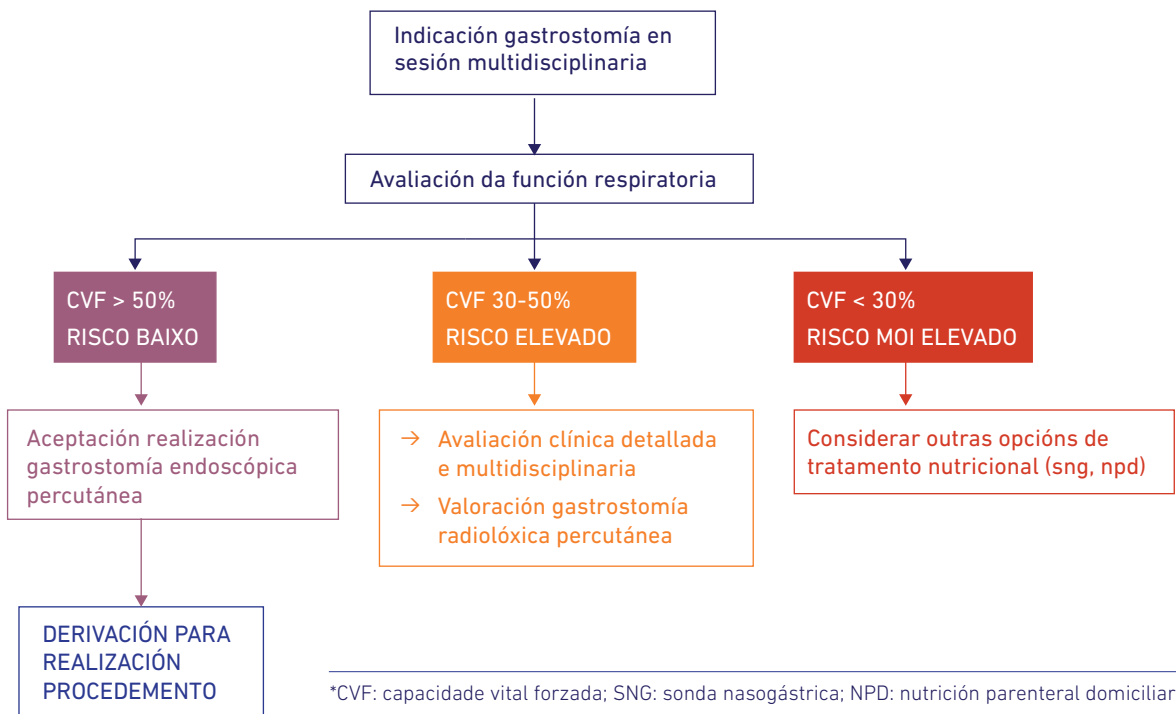 Indicación gastrostomía en
sesión multidisciplinaria
Avaliación da función respiratoria
CVF > 50%
RISCO BAIXO
CVF 30-50%
RISCO ELEVADO
CVF < 30%
RISCO MOI ELEVADO
Aceptación realización
gastrostomía endoscópica
percutánea
→ Avaliación clínica detallada
e multidisciplinaria
→ Valoración gastrostomía
radiolóxica percutánea
Considerar outras opcións de
tratamento nutricional (sng, npd)
DERIVACIÓN PARA
REALIZACIÓN
PROCEDEMENTO
*CVF: capacidade vital forzada; SNG: sonda nasogástrica; NPD: nutrición parenteral domiciliar